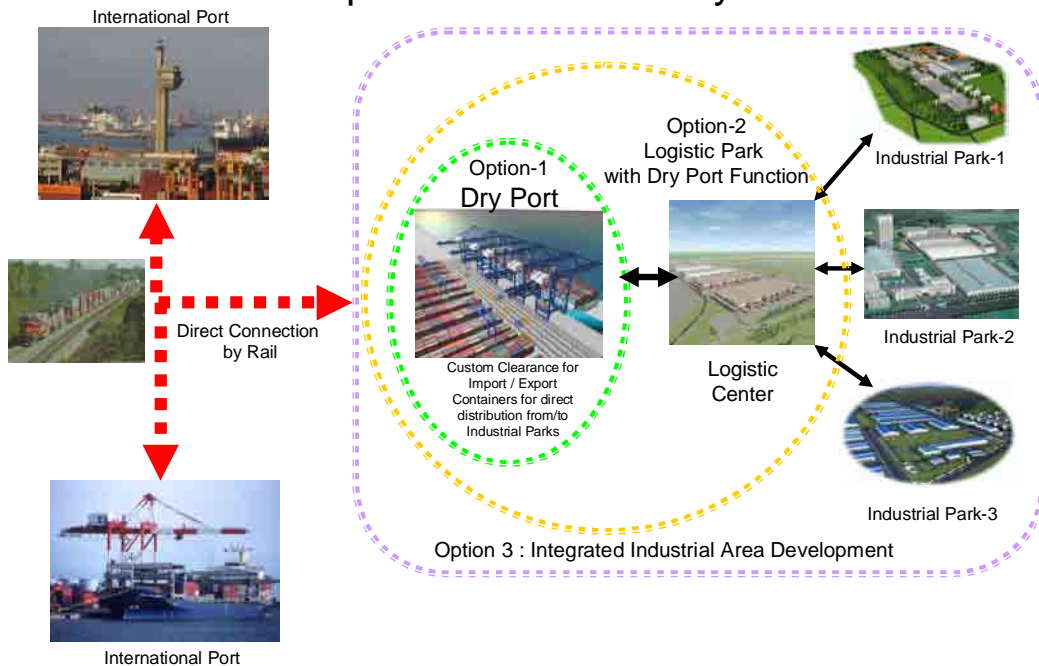 International Port
Option-1
Dry Port
Option-2
Logistic Park
with Dry Port Function
Industrial Park-1
Direct Connection
by Rail
Custom Clearance for
Import / Export
Containers for direct
distribution from/to
Industrial Parks
Logistic
Center
Industrial Park-2
Industrial Park-3
Option 3 : Integrated Industrial Area Development
International Port